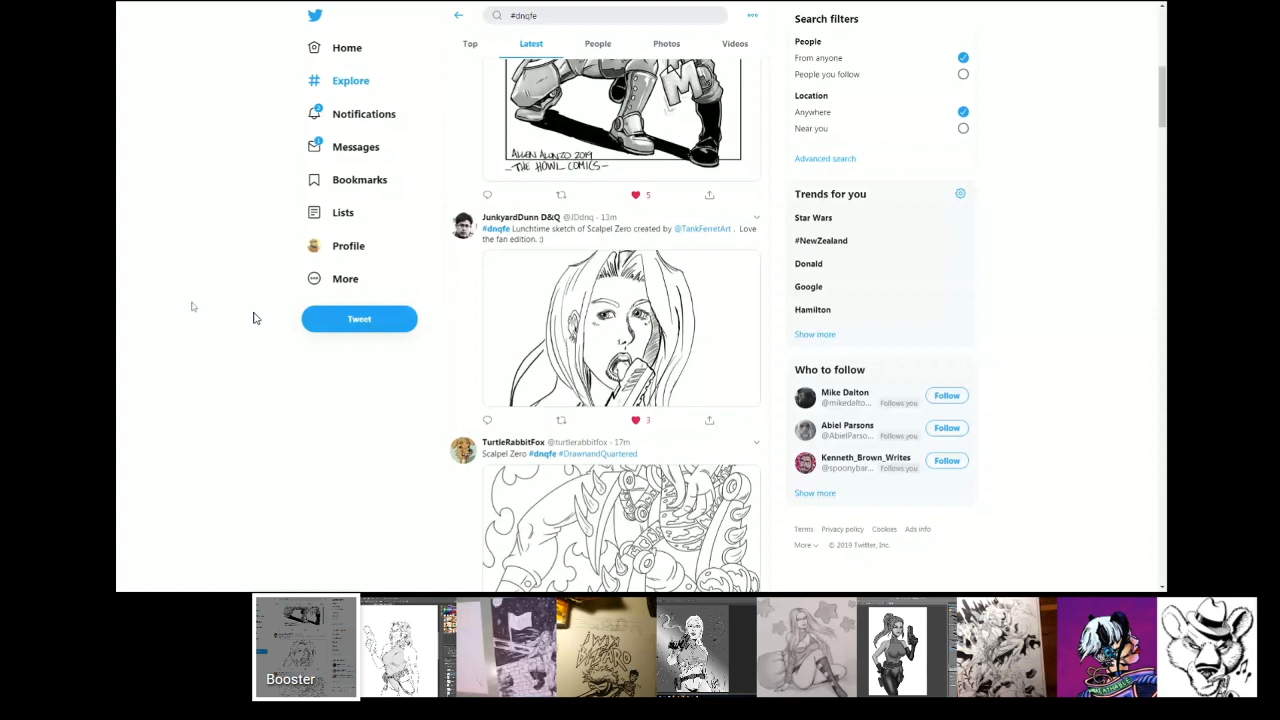 #dnqfe
Top Latest People Photos Videos
Home
Explore
Notifications
Messages
Bookmarks
Lists
Profile
More
Tweet
ALLEN ALONZO 2019
-THE HOWL COMICS-
5
JunkyardDunn D&Q @JDdnq · 13m
#dnqfe Lunchtime sketch of Scalpel Zero created by @TankFerretArt . Love
the fan edition. :)
3
TurtleRabbitFox @turtlerabbitfox · 17m
Scalpel Zero #dnqfe #DrawnandQuartered
Search filters
People
From anyone
People you follow
Location
Anywhere
Near you
Advanced search
Trends for you
Star Wars
#NewZealand
Donald
Google
Hamilton
Show more
Who to follow
Mike Dalton
@mikedalto... Follows you
Follow
Abiel Parsons
@AbielParso... Follows you
Follow
Kenneth_Brown_Writes
@spoonybar... Follows you
Follow
Show more
Terms Privacy policy Cookies Ads info
More © 2019 Twitter, Inc.
Booster